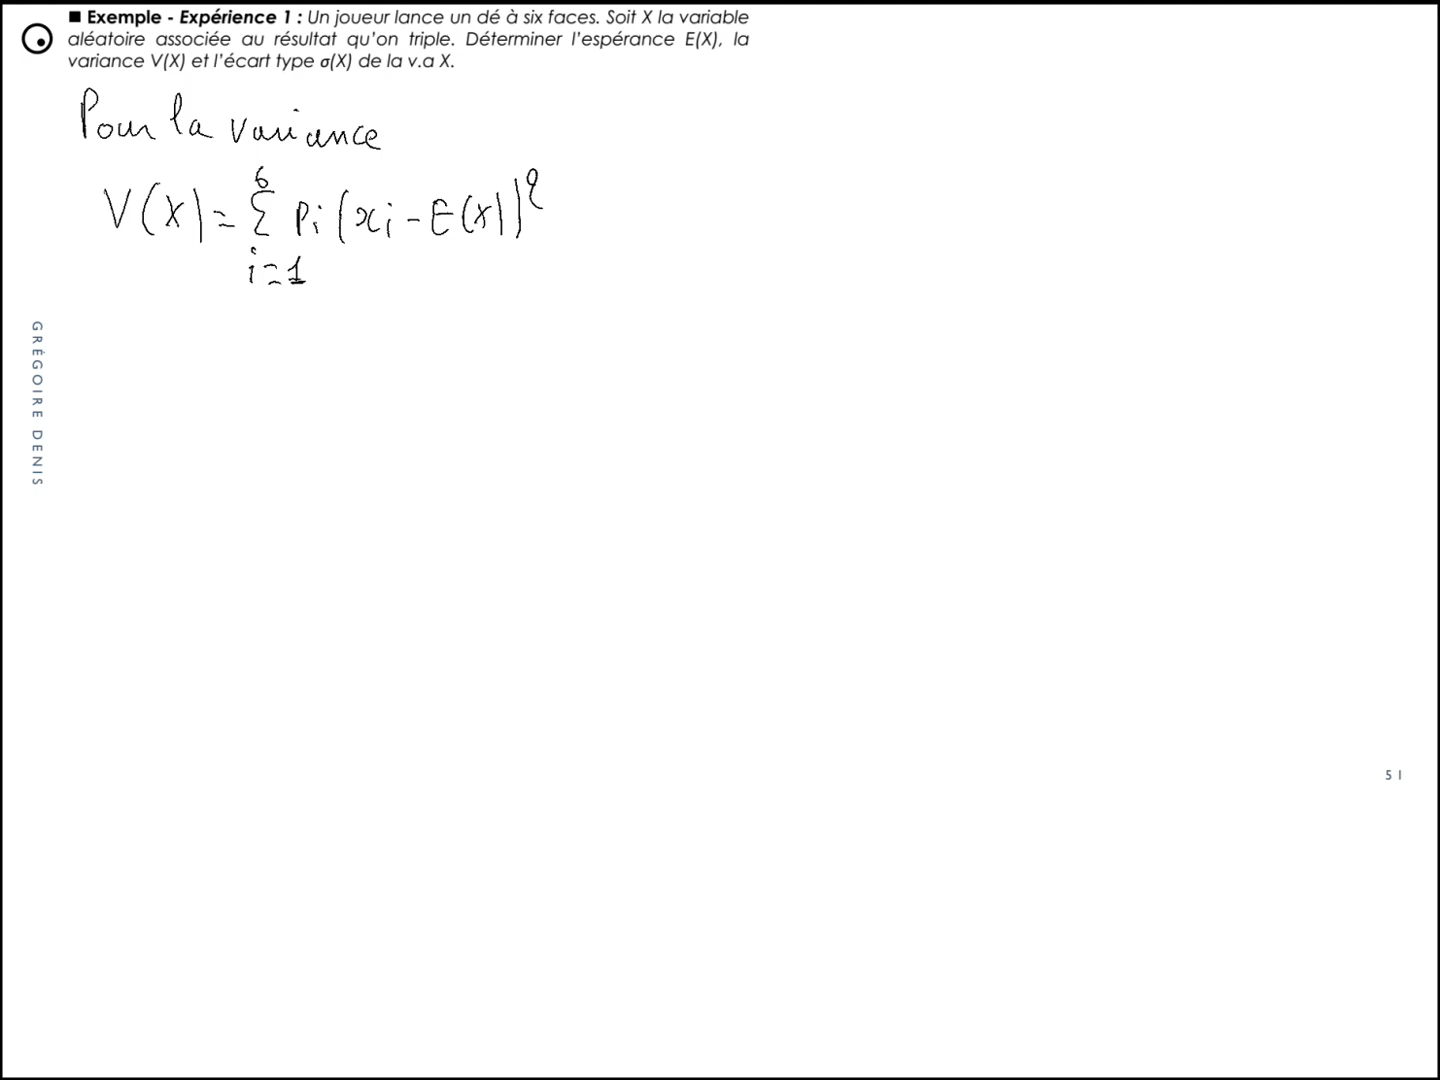 ■ Exemple - Expérience 1 : Un joueur lance un dé à six faces. Soit X la variable
aléatoire associée au résultat qu'on triple. Déterminer l'espérance E(X), la
variance V(X) et l'écart type σ(X) de la v.a X.
Pour la variance
6
V(X) = Σ Pi (xi - E(X))²
i=1
GRÉGOIRE DENIS
51